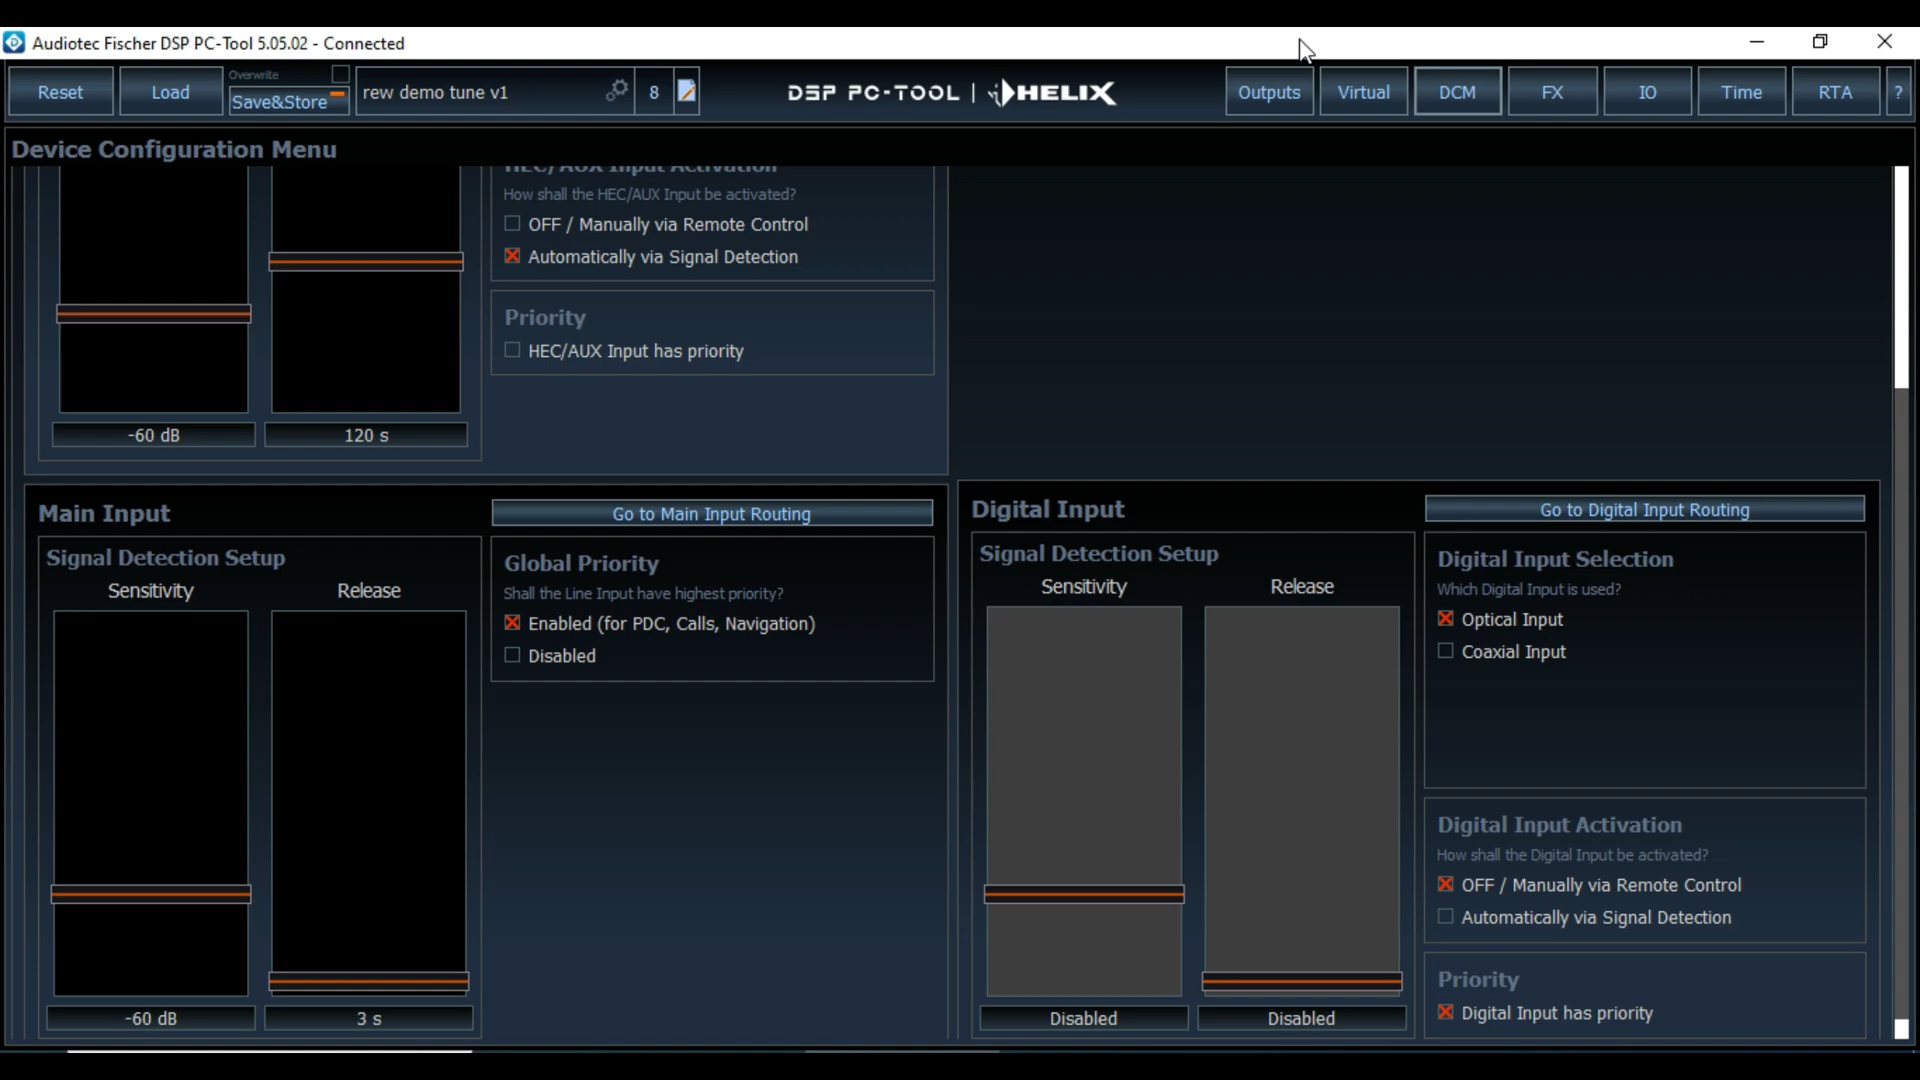 Audiotec Fischer DSP PC-Tool 5.05.02 - Connected
Reset
Load
Overwrite
Save&Store
rew demo tune v1
8
DSP PC-TOOL | HELIX
Outputs
Virtual
DCM
FX
IO
Time
RTA
?
Device Configuration Menu
HEC/AUX Input Activation
How shall the HEC/AUX Input be activated?
OFF / Manually via Remote Control
Automatically via Signal Detection
Priority
HEC/AUX Input has priority
-60 dB
120 s
Main Input
Go to Main Input Routing
Signal Detection Setup
Sensitivity
Release
-60 dB
3 s
Global Priority
Shall the Line Input have highest priority?
Enabled (for PDC, Calls, Navigation)
Disabled
Digital Input
Go to Digital Input Routing
Signal Detection Setup
Sensitivity
Release
Disabled
Disabled
Digital Input Selection
Which Digital Input is used?
Optical Input
Coaxial Input
Digital Input Activation
How shall the Digital Input be activated?
OFF / Manually via Remote Control
Automatically via Signal Detection
Priority
Digital Input has priority